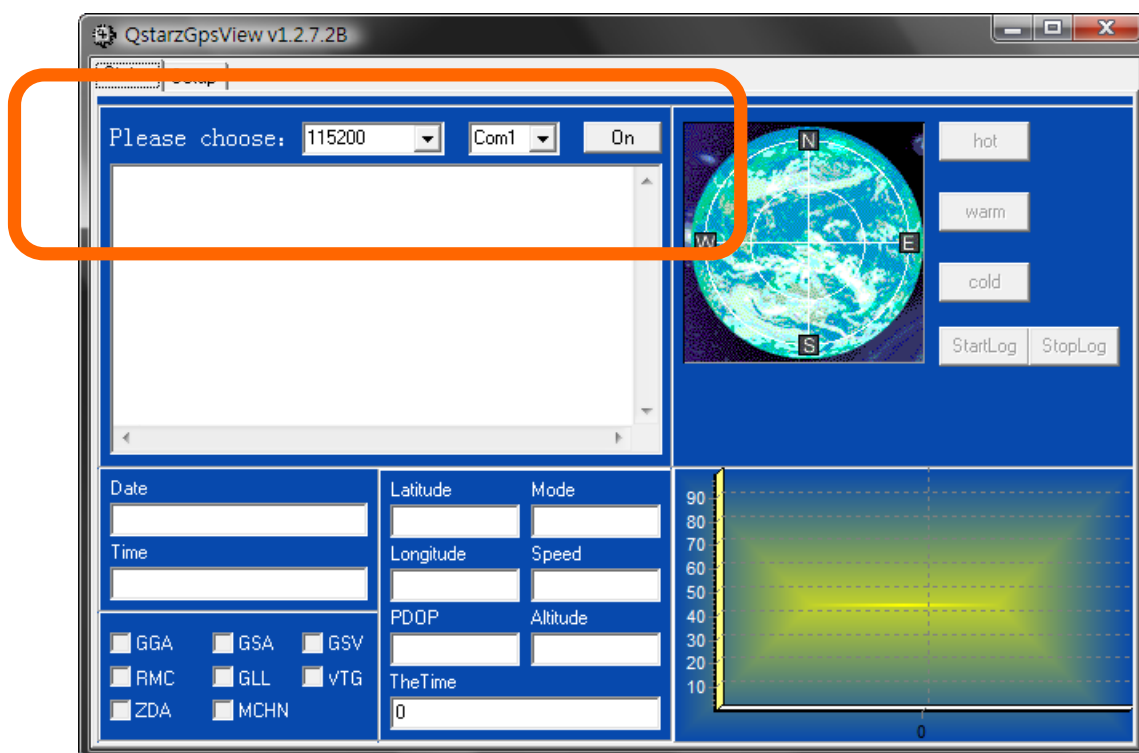 QstarzGpsView v1.2.7.2B
Please choose: 115200 Com1 On
N
W
E
S
hot
warm
cold
StartLog StopLog
Date
Time
GGA GSA GSV
RMC GLL VTG
ZDA MCHN
Latitude Mode
Longitude Speed
PDOP Altitude
TheTime
0
90
80
70
60
50
40
30
20
10
0